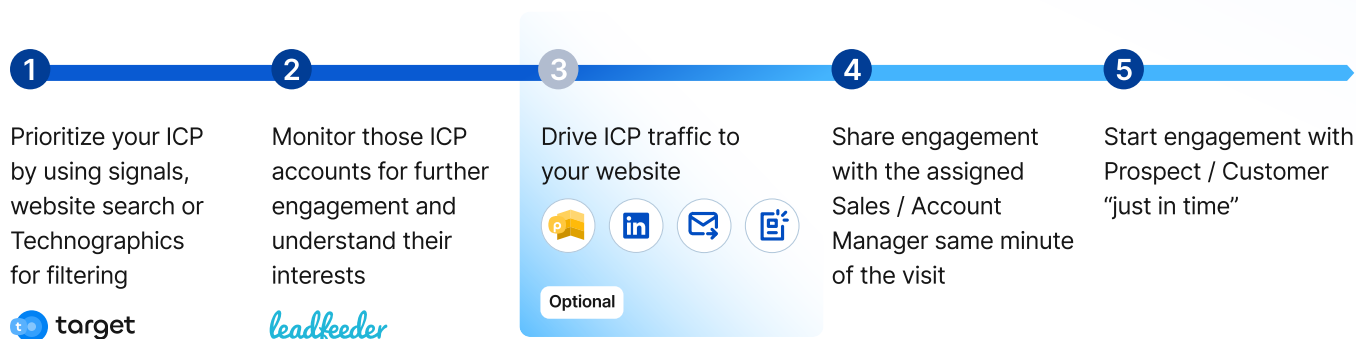 1
Prioritize your ICP
by using signals,
website search or
Technographics
for filtering
t target
2
Monitor those ICP
accounts for further
engagement and
understand their
interests
leadfeeder
3
Drive ICP traffic to
your website
p
in
Optional
4
Share engagement
with the assigned
Sales / Account
Manager same minute
of the visit
5
Start engagement with
Prospect / Customer
“just in time”